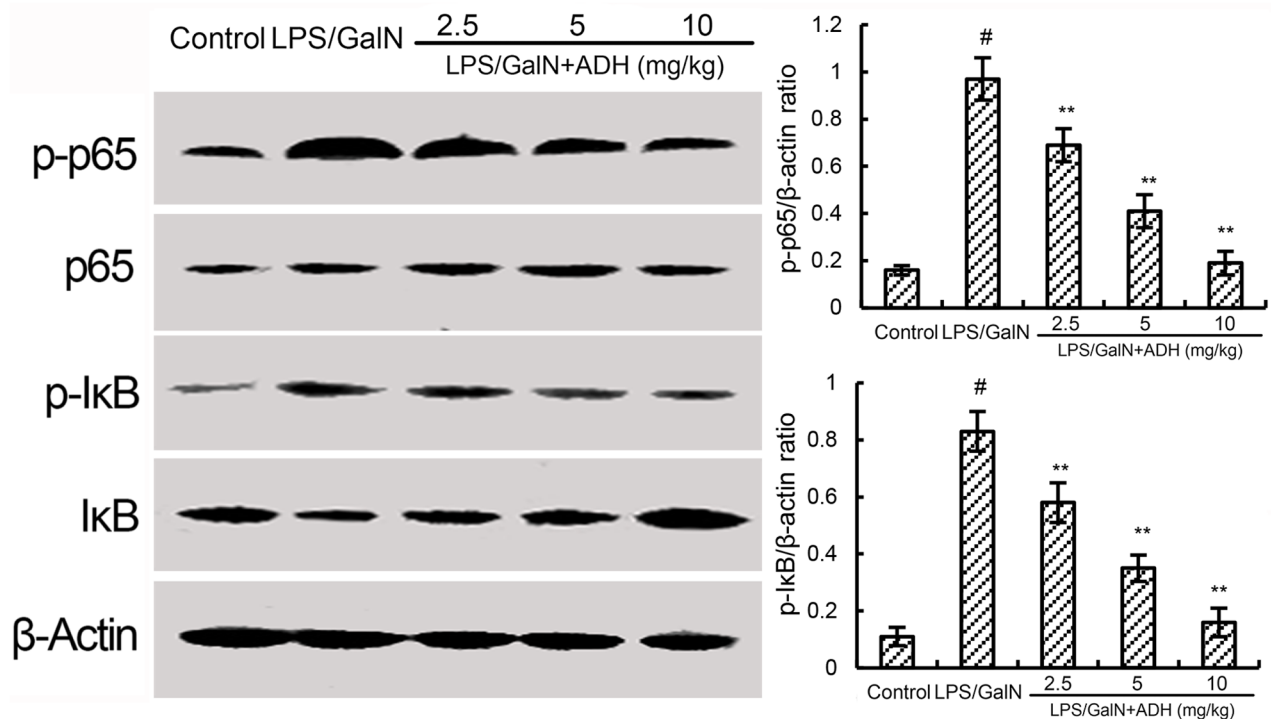 Control LPS/GalN 2.5 5 10
LPS/GalN+ADH (mg/kg)
p-p65
p65
p-IκB
IκB
β-Actin
p-p65/β-actin ratio
1.2
1
0.8
0.6
0.4
0.2
0
#
**
**
**
Control LPS/GalN 2.5 5 10
LPS/GalN+ADH (mg/kg)
p-IκB/β-actin ratio
1
0.8
0.6
0.4
0.2
0
#
**
**
**
Control LPS/GalN 2.5 5 10
LPS/GalN+ADH (mg/kg)